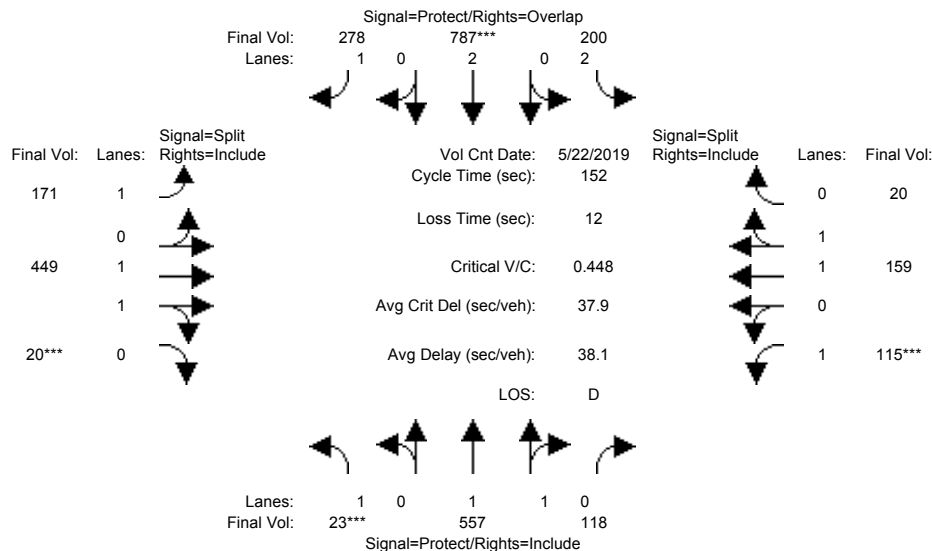 Signal=Protect/Rights=Overlap
Final Vol: 278 787*** 200
Lanes: 1 0 2 0 2
Signal=Split Signal=Split
Final Vol: Lanes: Rights=Include Vol Cnt Date: 5/22/2019 Rights=Include Lanes: Final Vol:
Cycle Time (sec): 152
171 1 0 20
Loss Time (sec): 12
0 1
449 1 Critical V/C: 0.448 1 159
1 Avg Crit Del (sec/veh): 37.9 0
20*** 0 Avg Delay (sec/veh): 38.1 1 115***
LOS: D
Lanes: 1 0 1 1 0
Final Vol: 23*** 557 118
Signal=Protect/Rights=Include